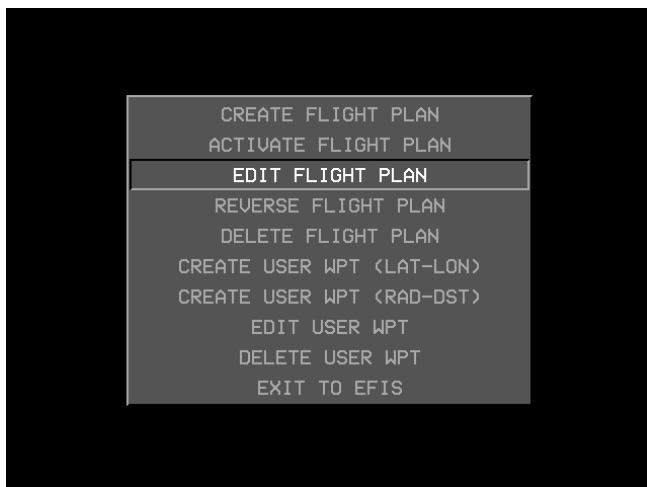 CREATE FLIGHT PLAN
ACTIVATE FLIGHT PLAN
EDIT FLIGHT PLAN
REVERSE FLIGHT PLAN
DELETE FLIGHT PLAN
CREATE USER WPT (LAT-LON)
CREATE USER WPT (RAD-DST)
EDIT USER WPT
DELETE USER WPT
EXIT TO EFIS